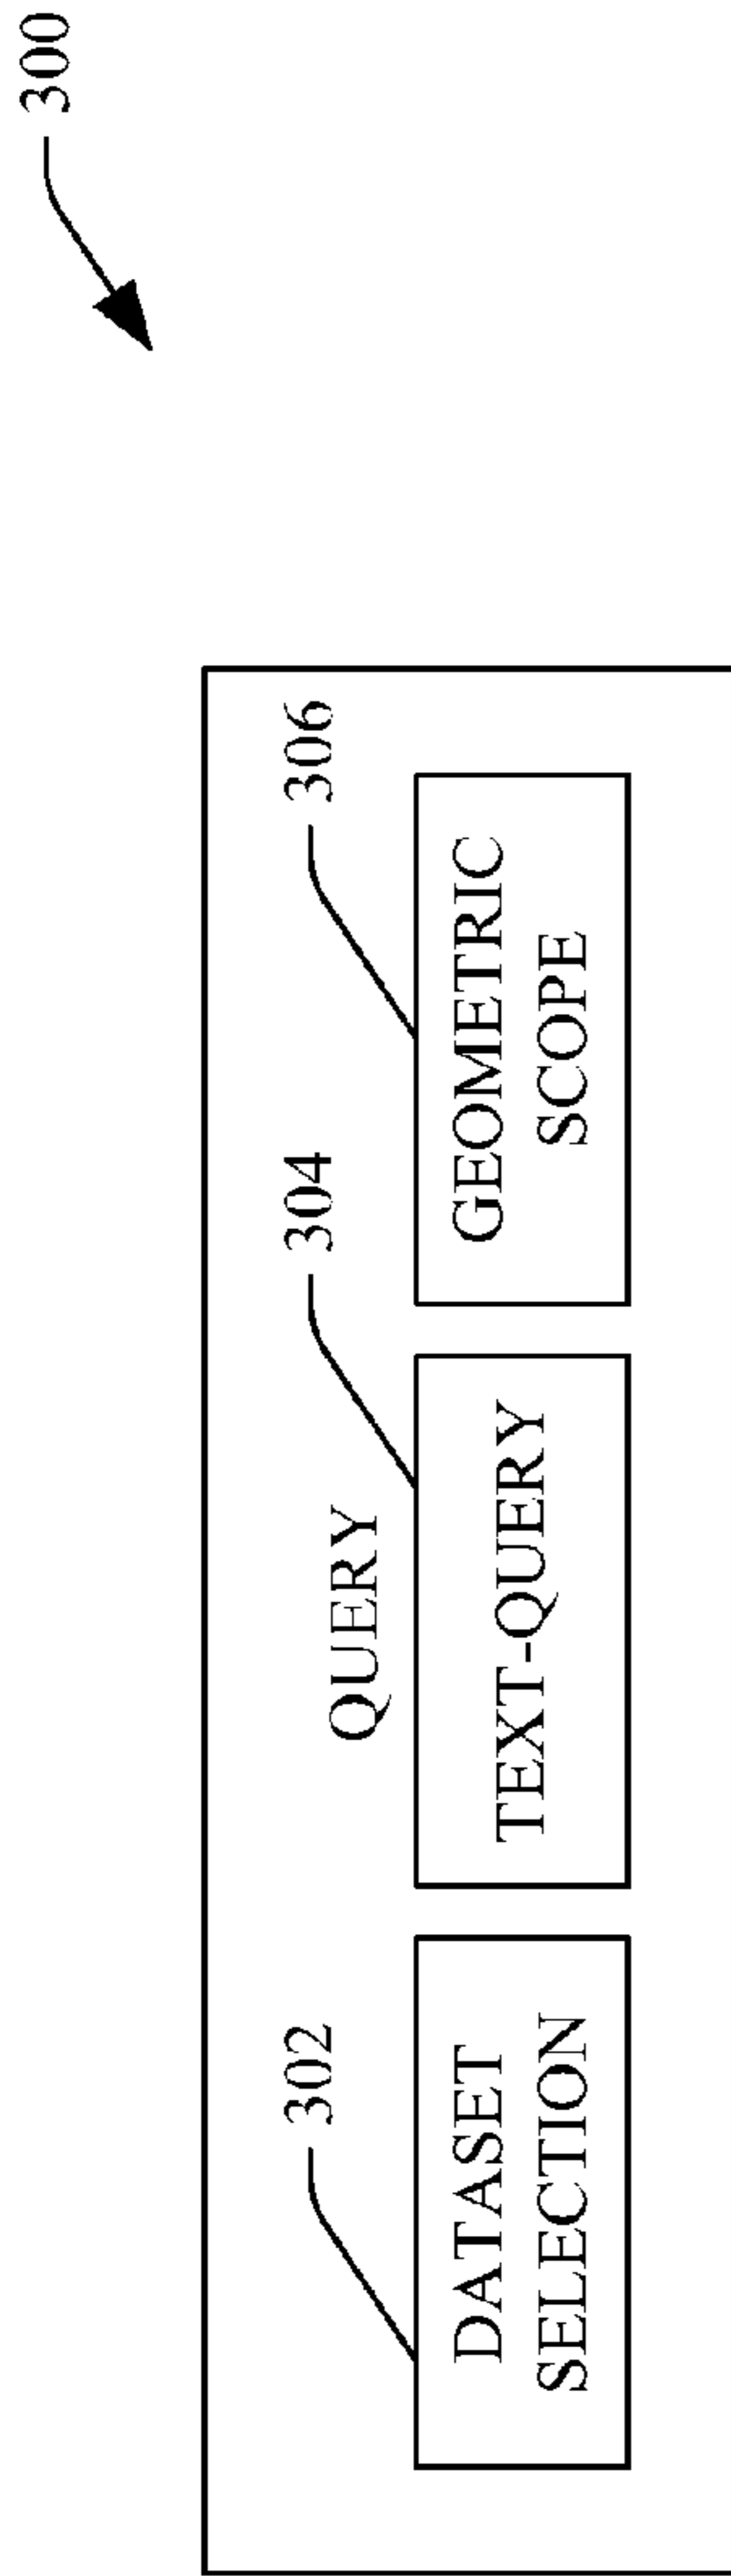 300
QUERY
302
304
306
DATASET
SELECTION
TEXT-QUERY
GEOMETRIC
SCOPE